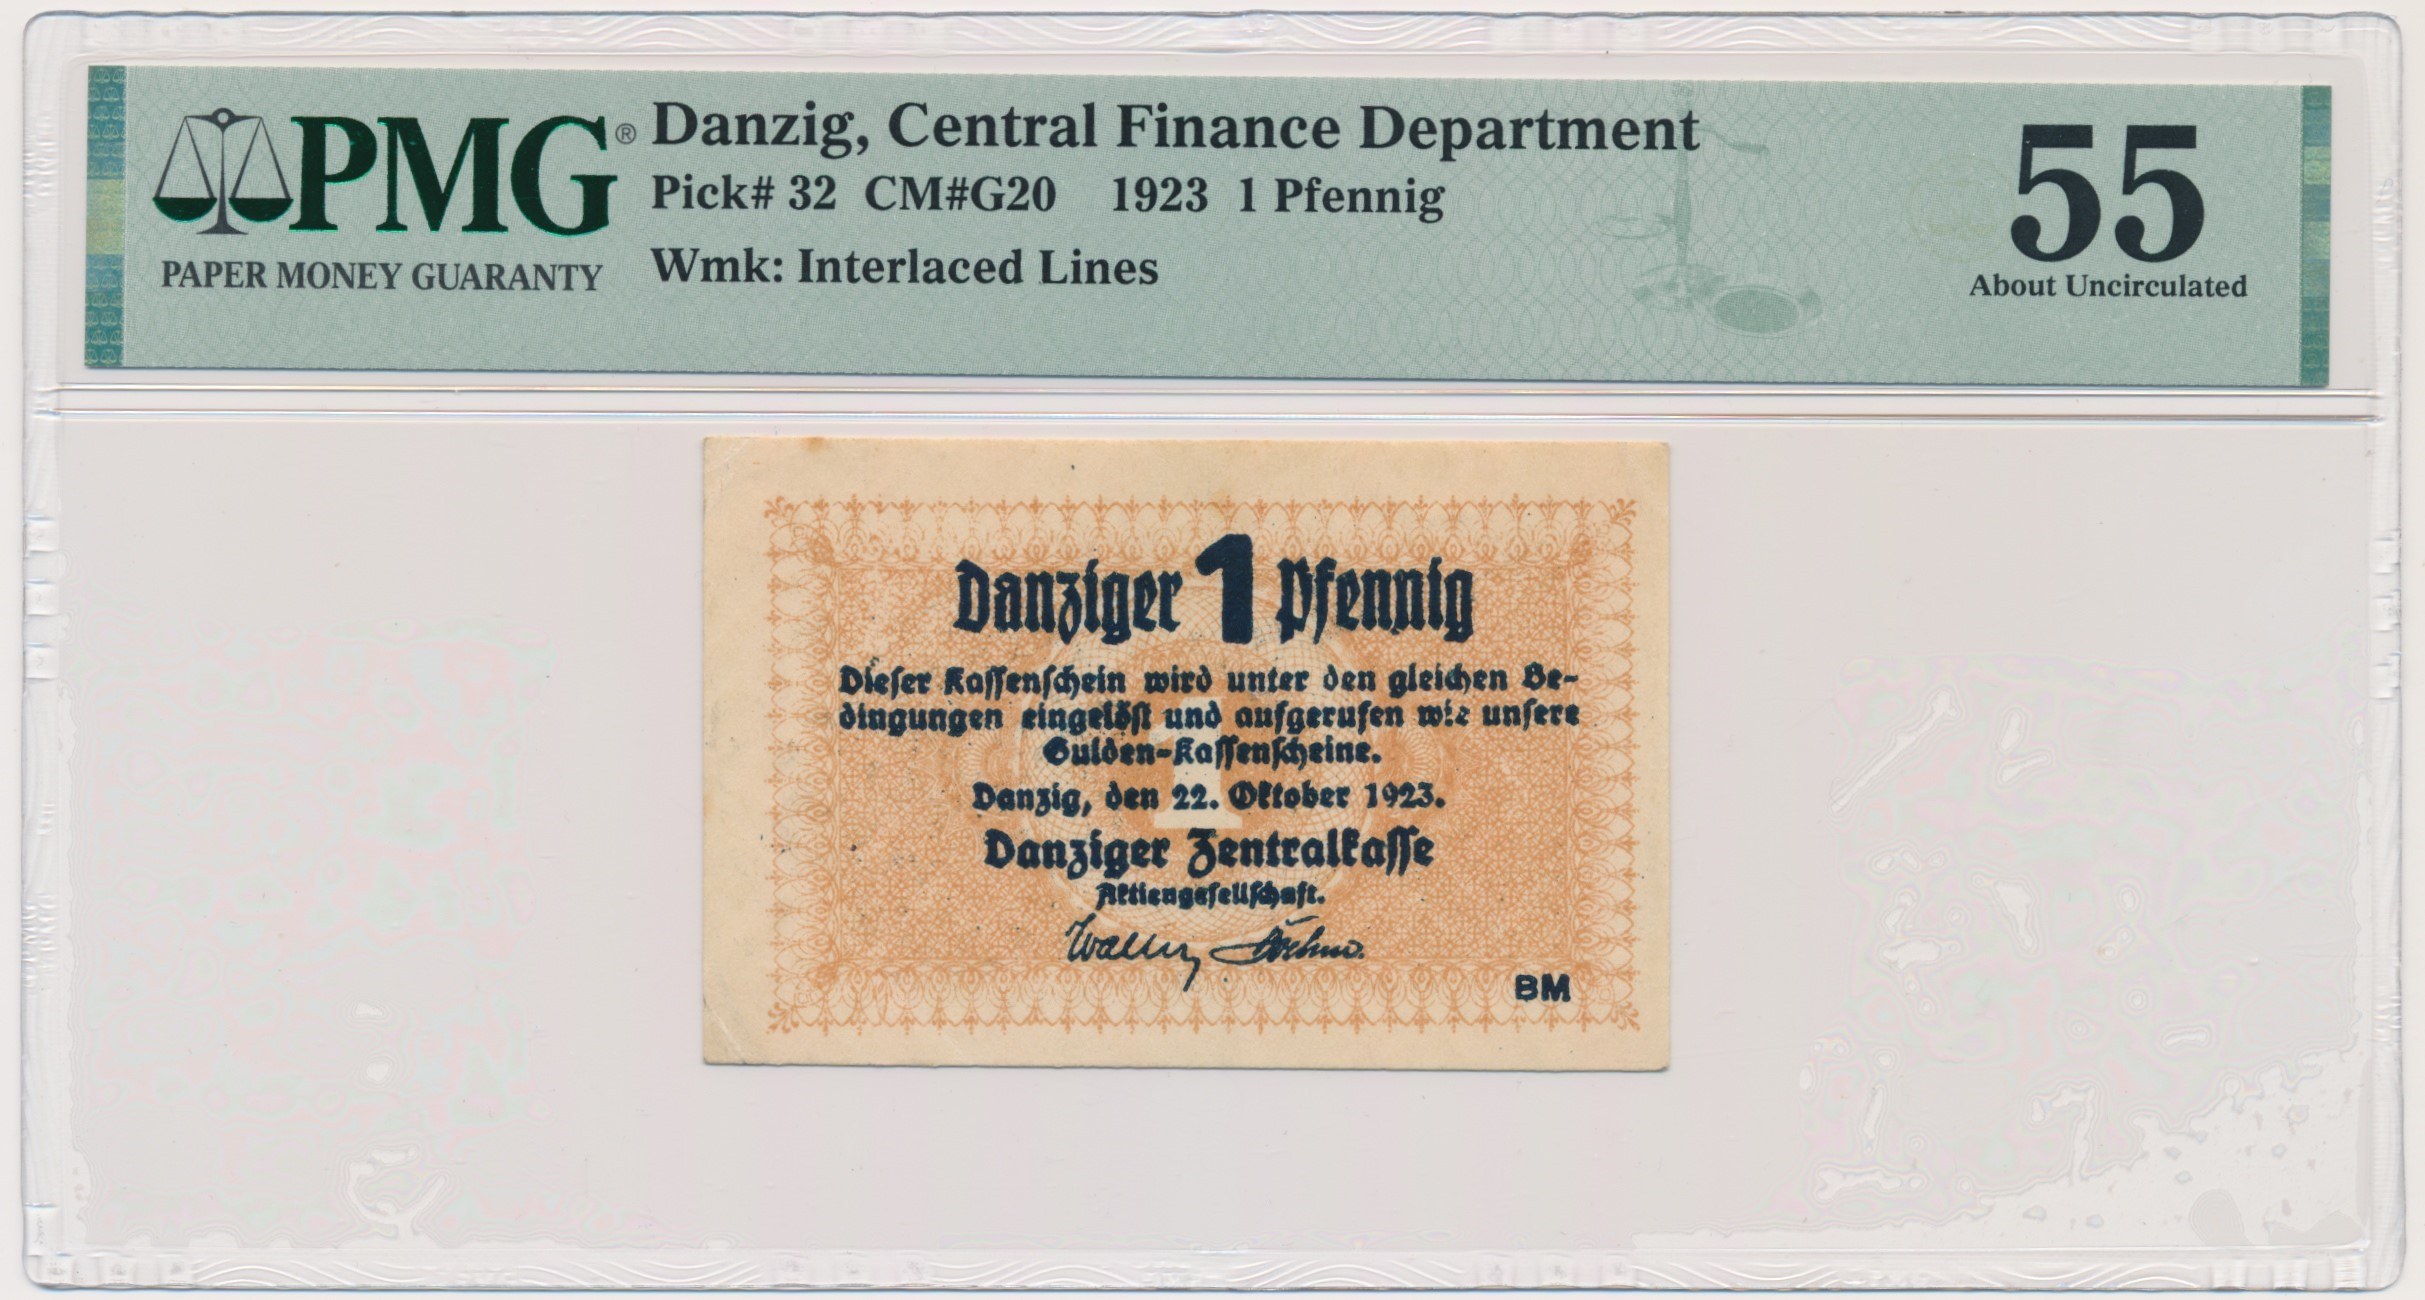 PMG®
PAPER MONEY GUARANTY
Danzig, Central Finance Department
Pick# 32 CM#G20 1923 1 Pfennig
Wmk: Interlaced Lines
55
About Uncirculated
Danziger 1 Pfennig
Dieser Kassenschein wird unter den gleichen Be-
dingungen eingelöst und aufgerufen wie unsere
Gulden-Kassenscheine.
Danzig, den 22. Oktober 1923.
1
Danziger Zentralkasse
Aktiengesellschaft.
BM